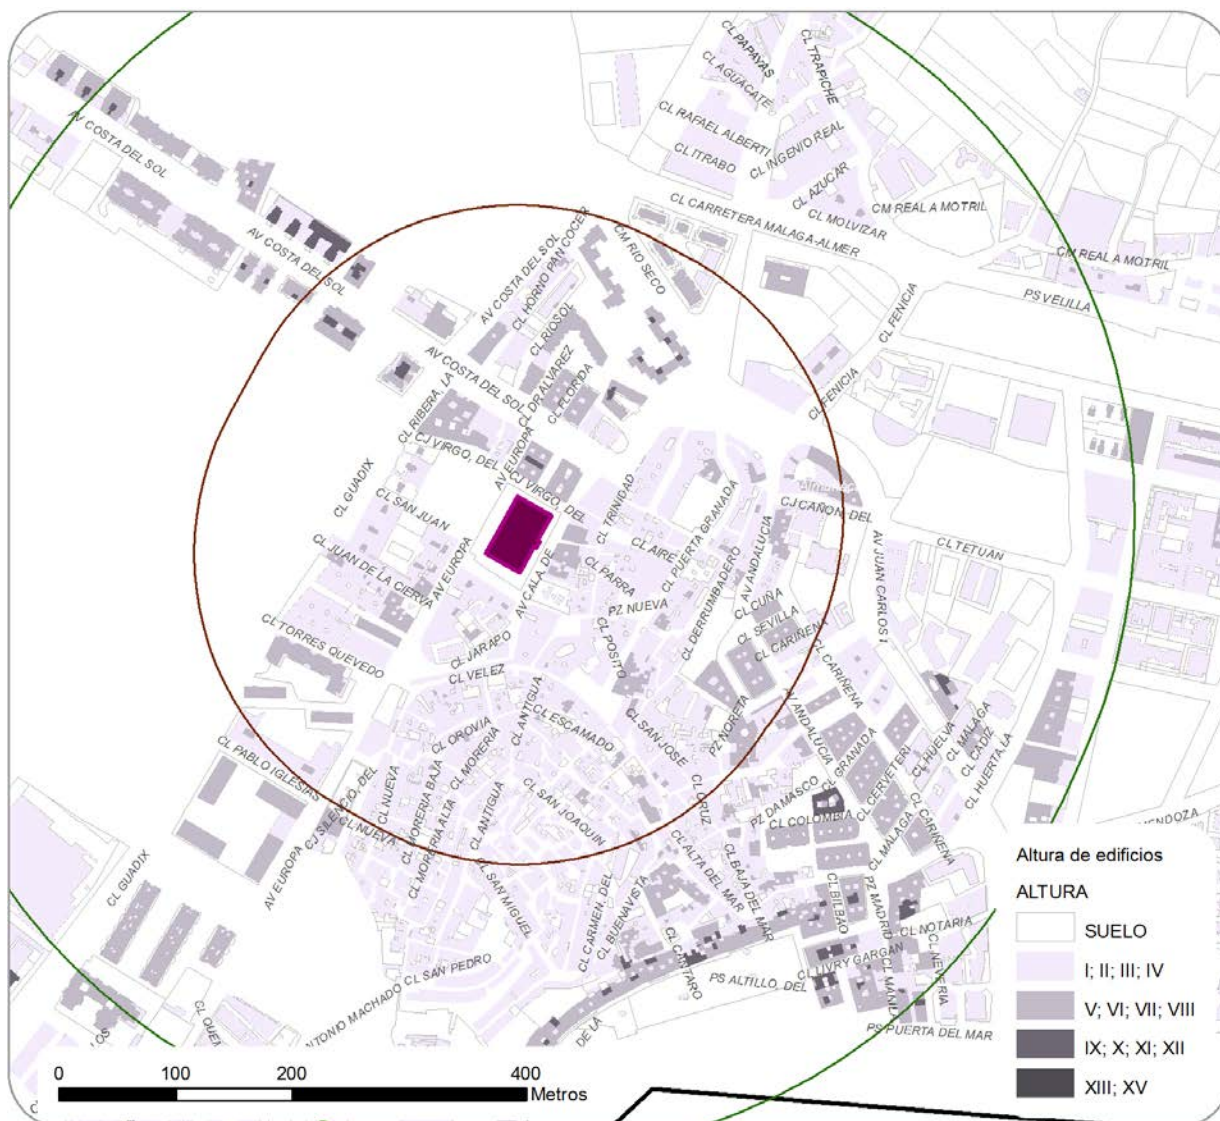 CL PAPAYAS
CL TRAPICHE
CL AGUACATE
CL RAFAEL ALBERTI
CL INGENIO REAL
CL ITRABO
CL AZUCAR
CL MOLVIZAR
CM REAL A MOTRIL
CL CARRETERA MALAGA-ALMER
CM REAL A MOTRIL
PS VELILLA
AV COSTA DEL SOL
AV COSTA DEL SOL
AV COSTA DEL SOL
CL HORNO PAN COCER
CM RIO SECO
CL RIOSOL
CL FENICIA
AV COSTA DEL SOL
CL DR ALVAREZ
CL FLORIDA
CL FENICIA
CL RIBERA, LA
CJ VIRGO, DEL
AV EUROPA
CJ VIRGO, DEL
CL GUADIX
CL SAN JUAN
CL TRINIDAD
CL PUERTA GRANADA
CJ CAÑON, DEL
AV ANDALUCIA
CL AIRE
CL TETUAN
CL JUAN DE LA CIERVA
AV EUROPA
AV CALA, DE
CL PARRA
PZ NUEVA
CL DERRUMBADERO
CL CUÑA
AV JUAN CARLOS I
CL TORRES QUEVEDO
CL JARAPO
CL VELEZ
CL POSITO
CL SEVILLA
CL CARIÑENA
CL CARIÑENA
CL OROVIA
CL ANTIGUA
CL ESCAMADO
CL SAN JOSE
PZ NORETA
AV ANDALUCIA
CL GRANADA
CL HUELVA
CL MALAGA
CL CADIZ
CL HUERTA, LA
CL PABLO IGLESIAS
CL NUEVA
CL MORERIA BAJA
CL MORERIA
CL MORERIA ALTA
CL ANTIGUA
CL SAN JOAQUIN
CL CRUZ
PZ DAMASCO
CL COLOMBIA
CL CERVETERI
CL CARIÑENA
CJ SILENCIO, DEL
CL NUEVA
CL GUADIX
AV EUROPA
CL SAN MIGUEL
CL CARMEN, DEL
CL BUENAVISTA
CL ALTA DEL MAR
CL BAJA DEL MAR
CL MALAGA
CL BILBAO
PZ MADRID
CL NOTARIA
CL NEVERIA
CL CANTARO
CL LIVRY GARGAN
PS ALTILLO, DEL
CL MANILA
PS PUERTA DEL MAR
CL SAN PEDRO
ANTONIO MACHADO
DE LA
MENDOZA
Altura de edificios
ALTURA
SUELO
I; II; III; IV
V; VI; VII; VIII
IX; X; XI; XII
XIII; XV
0 100 200 400
Metros